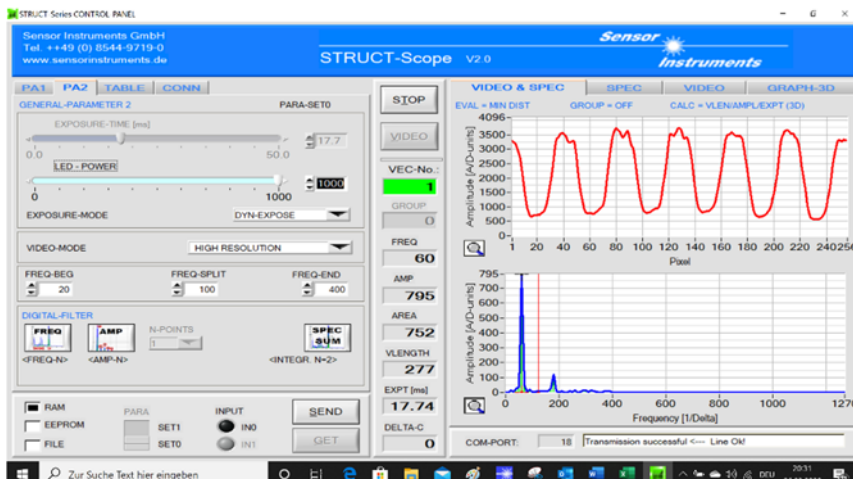 STRUCT Series CONTROL PANEL
Sensor Instruments GmbH
Tel. ++49 (0) 8544-9719-0
www.sensorinstruments.de
STRUCT-Scope V2.0
Sensor
Instruments
PA1 PA2 TABLE CONN
GENERAL-PARAMETER 2 PARA-SET0
EXPOSURE-TIME [ms]
17.7
0.0 50.0
LED - POWER
1000
0 1000
EXPOSURE-MODE DYN-EXPOSE
VIDEO-MODE HIGH RESOLUTION
FREQ-BEG FREQ-SPLIT FREQ-END
20 100 400
DIGITAL-FILTER
FREQ AMP N-POINTS SPEC SUM
1
<FREQ-N> <AMP-N> <INTEGR. N=2>
RAM
EEPROM
FILE
PARA
SET1
SET0
INPUT
IN0
IN1
SEND
GET
STOP
VIDEO
VEC-No.:
1
GROUP
0
FREQ
60
AMP
795
AREA
752
VLENGTH
277
EXPT [ms]
17.74
DELTA-C
0
VIDEO & SPEC SPEC VIDEO GRAPH-3D
EVAL = MIN DIST GROUP = OFF CALC = VLEN/AMPL/EXPT (3D)
Amplitude [A/D-units]
4096
3500
3000
2500
2000
1500
1000
500
0
1 20 40 60 80 100 120 140 160 180 200 220 240 256
Pixel
Amplitude [A/D-units]
795
700
600
500
400
300
200
100
0
0 200 400 600 800 1000 1270
Frequency [1/Delta]
COM-PORT: 18 Transmission successful <--- Line Ok!
Zur Suche Text hier eingeben
DEU
20:31